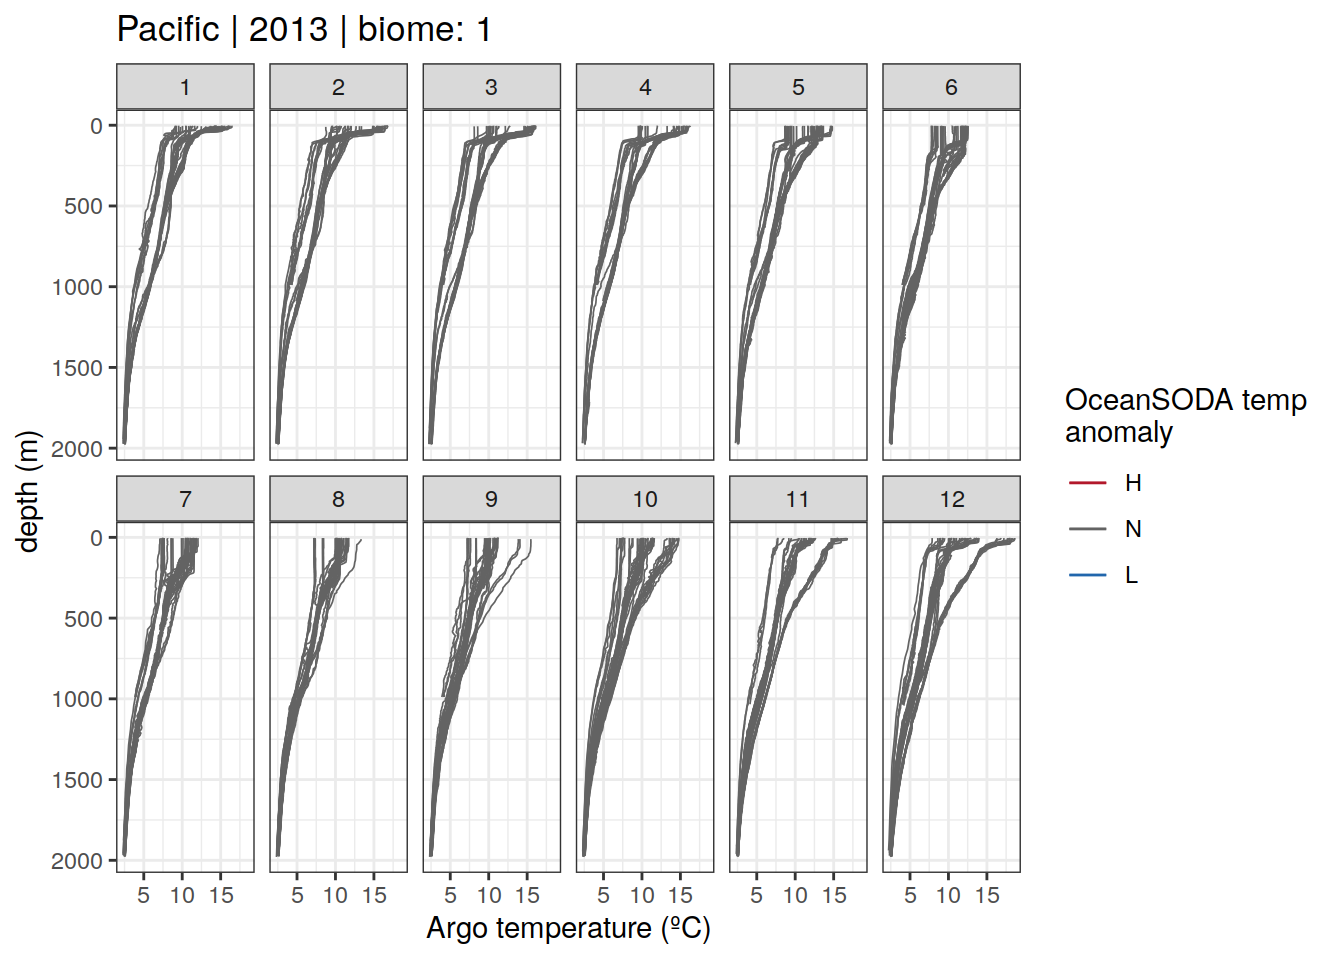 Pacific | 2013 | biome: 1
1 2 3 4 5 6
0
500
1000
1500
2000
7 8 9 10 11 12
0
500
1000
1500
2000
5 10 15 5 10 15 5 10 15 5 10 15 5 10 15 5 10 15
Argo temperature (ºC)
depth (m)
OceanSODA temp
anomaly
H
N
L